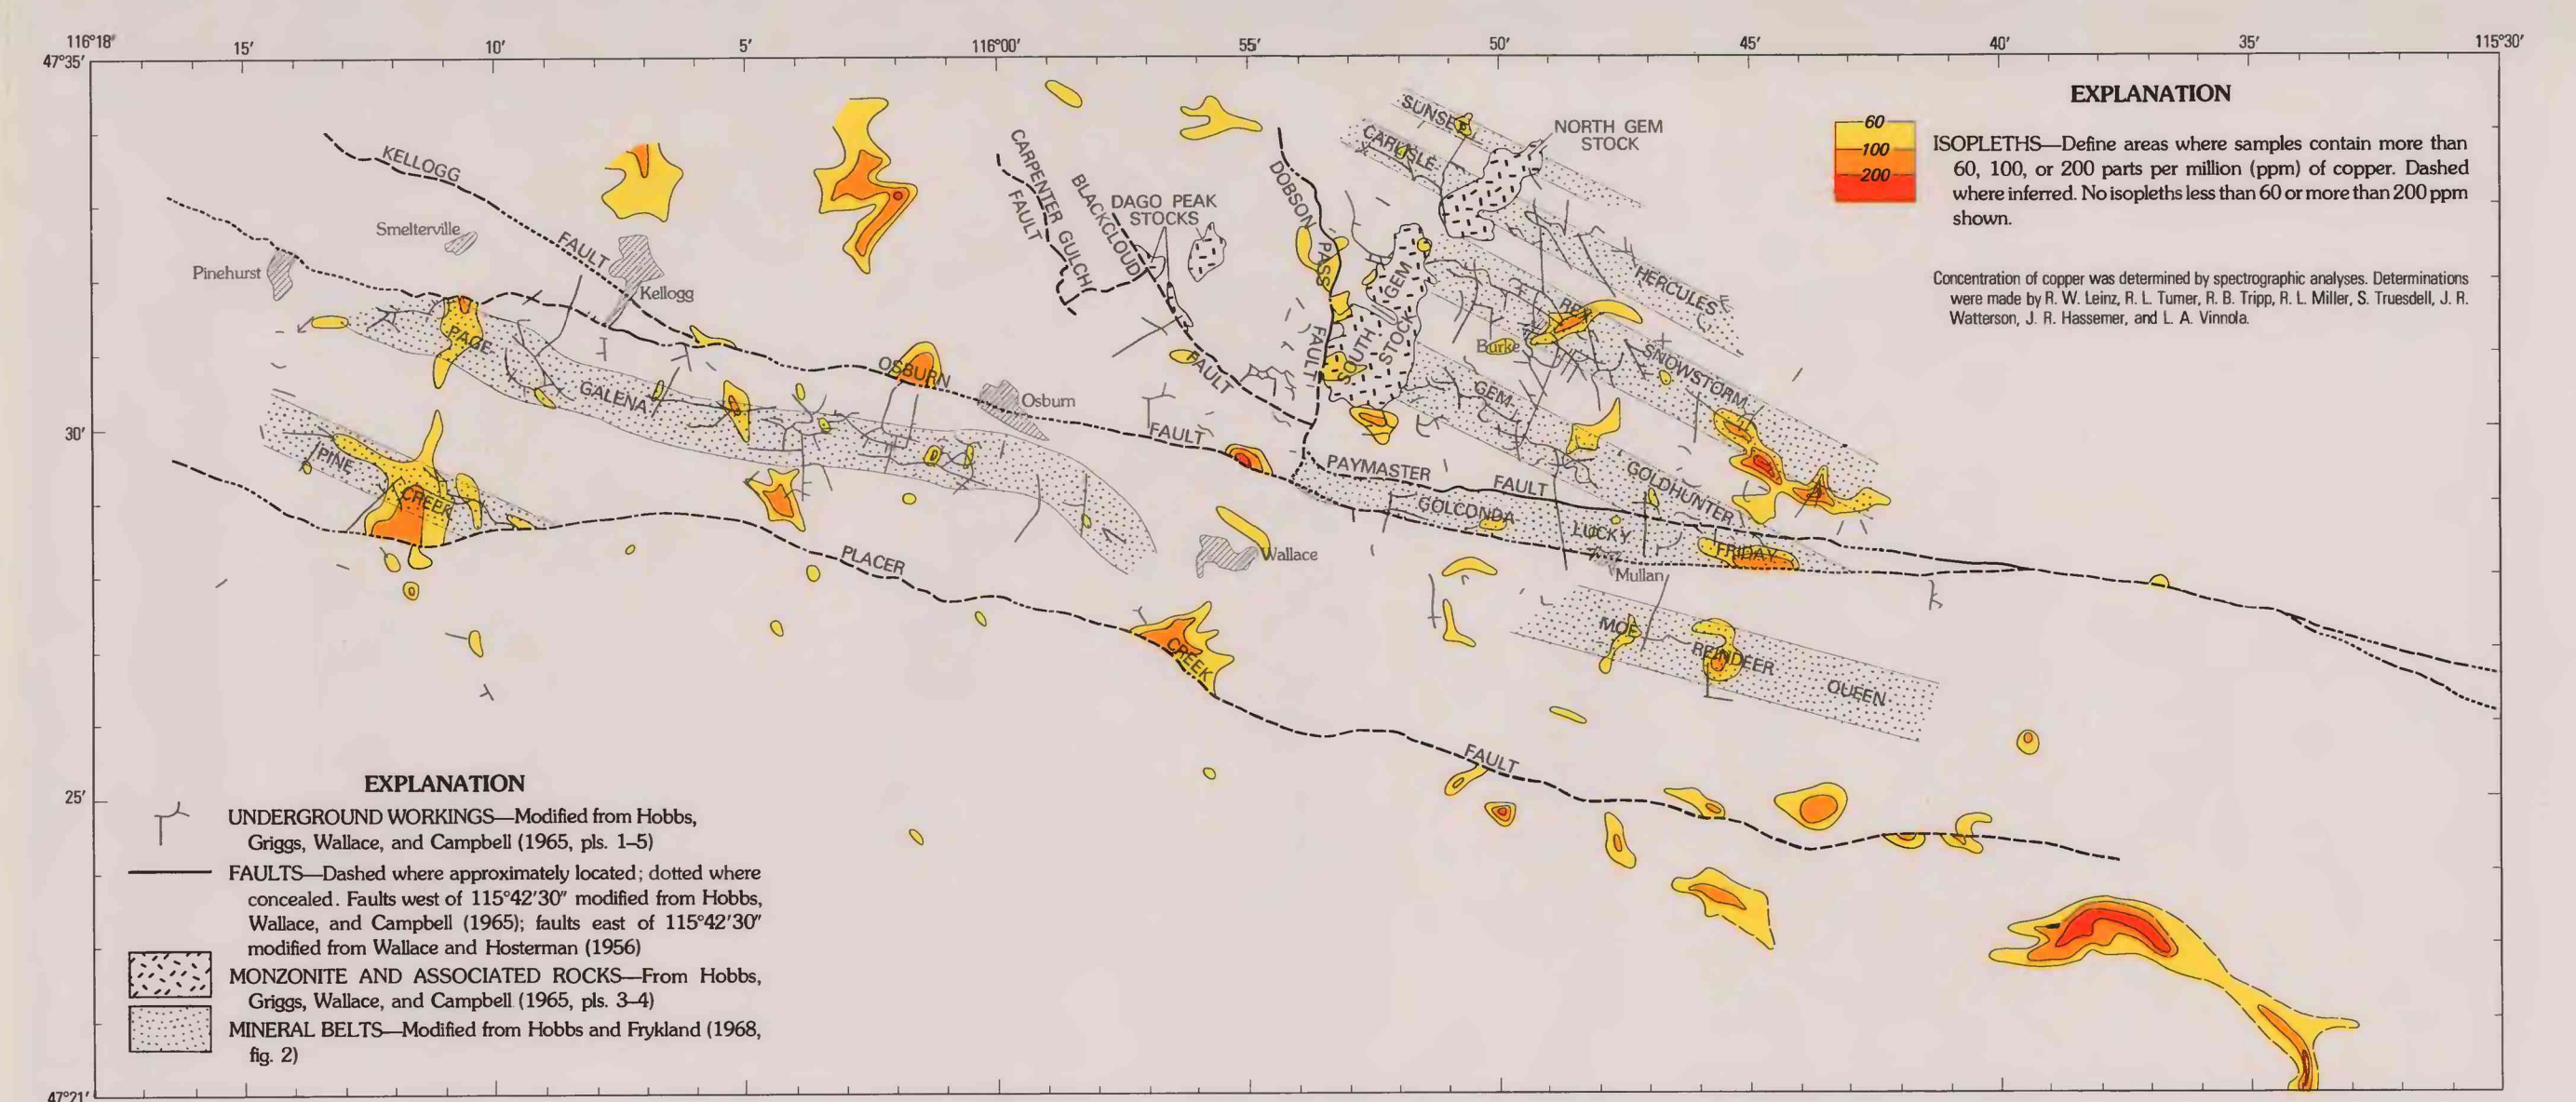 116°18' 15' 10' 5' 116°00' 55' 50' 45' 40' 35' 115°30'
47°35'
EXPLANATION
60
100
200
ISOPLETHS—Define areas where samples contain more than
60, 100, or 200 parts per million (ppm) of copper. Dashed
where inferred. No isopleths less than 60 or more than 200 ppm
shown.
Concentration of copper was determined by spectrographic analyses. Determinations
were made by R. W. Leinz, R. L. Turner, R. B. Tripp, R. L. Miller, S. Truesdell, J. R.
Watterson, J. R. Hassemer, and L. A. Vinnola.
SUNSET
CARLISLE
NORTH GEM
STOCK
KELLOGG
FAULT
CARPENTER GULCH
FAULT
BLACKCLOUD
FAULT
DAGO PEAK
STOCKS
DOBSON
PASS
FAULT
Smelterville
Pinehurst
Kellogg
GEM
STOCK
SOUTH
HERCULES
REX
Burke
SNOWSTORM
PAGE
GALENA
OSBURN
FAULT
Osburn
GEM
GOLDHUNTER
30'
PINE
CREEK
PAYMASTER
FAULT
GOLCONDA
LUCKY
FRIDAY
Mullan
Wallace
PLACER
CREEK
FAULT
MOE
REINDEER
QUEEN
25'
EXPLANATION
UNDERGROUND WORKINGS—Modified from Hobbs,
Griggs, Wallace, and Campbell (1965, pls. 1–5)
FAULTS—Dashed where approximately located; dotted where
concealed. Faults west of 115°42'30" modified from Hobbs,
Wallace, and Campbell (1965); faults east of 115°42'30"
modified from Wallace and Hosterman (1956)
MONZONITE AND ASSOCIATED ROCKS—From Hobbs,
Griggs, Wallace, and Campbell (1965, pls. 3–4)
MINERAL BELTS—Modified from Hobbs and Frykland (1968,
fig. 2)
47°21'